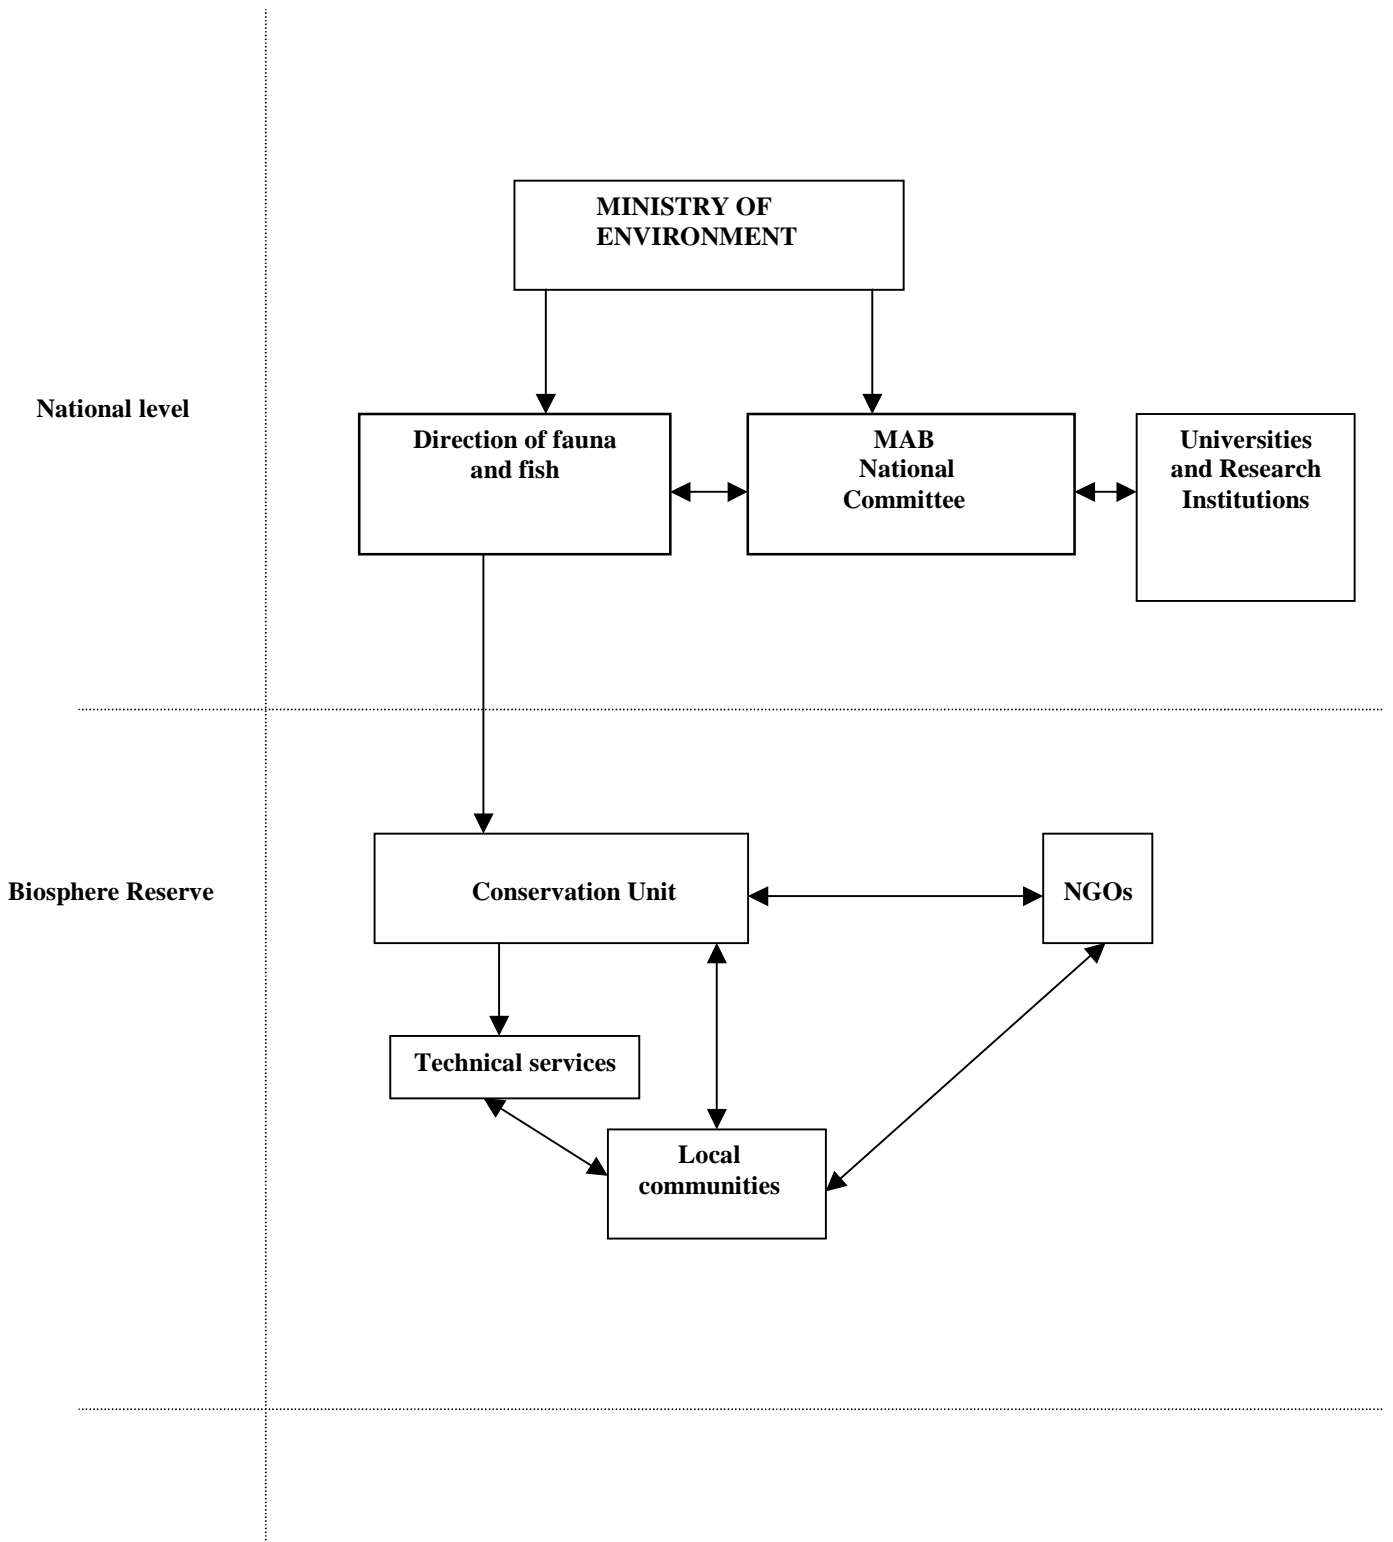 MINISTRY OF
ENVIRONMENT
National level
Direction of fauna
and fish
MAB
National
Committee
Universities
and Research
Institutions
Biosphere Reserve
Conservation Unit
NGOs
Technical services
Local
communities